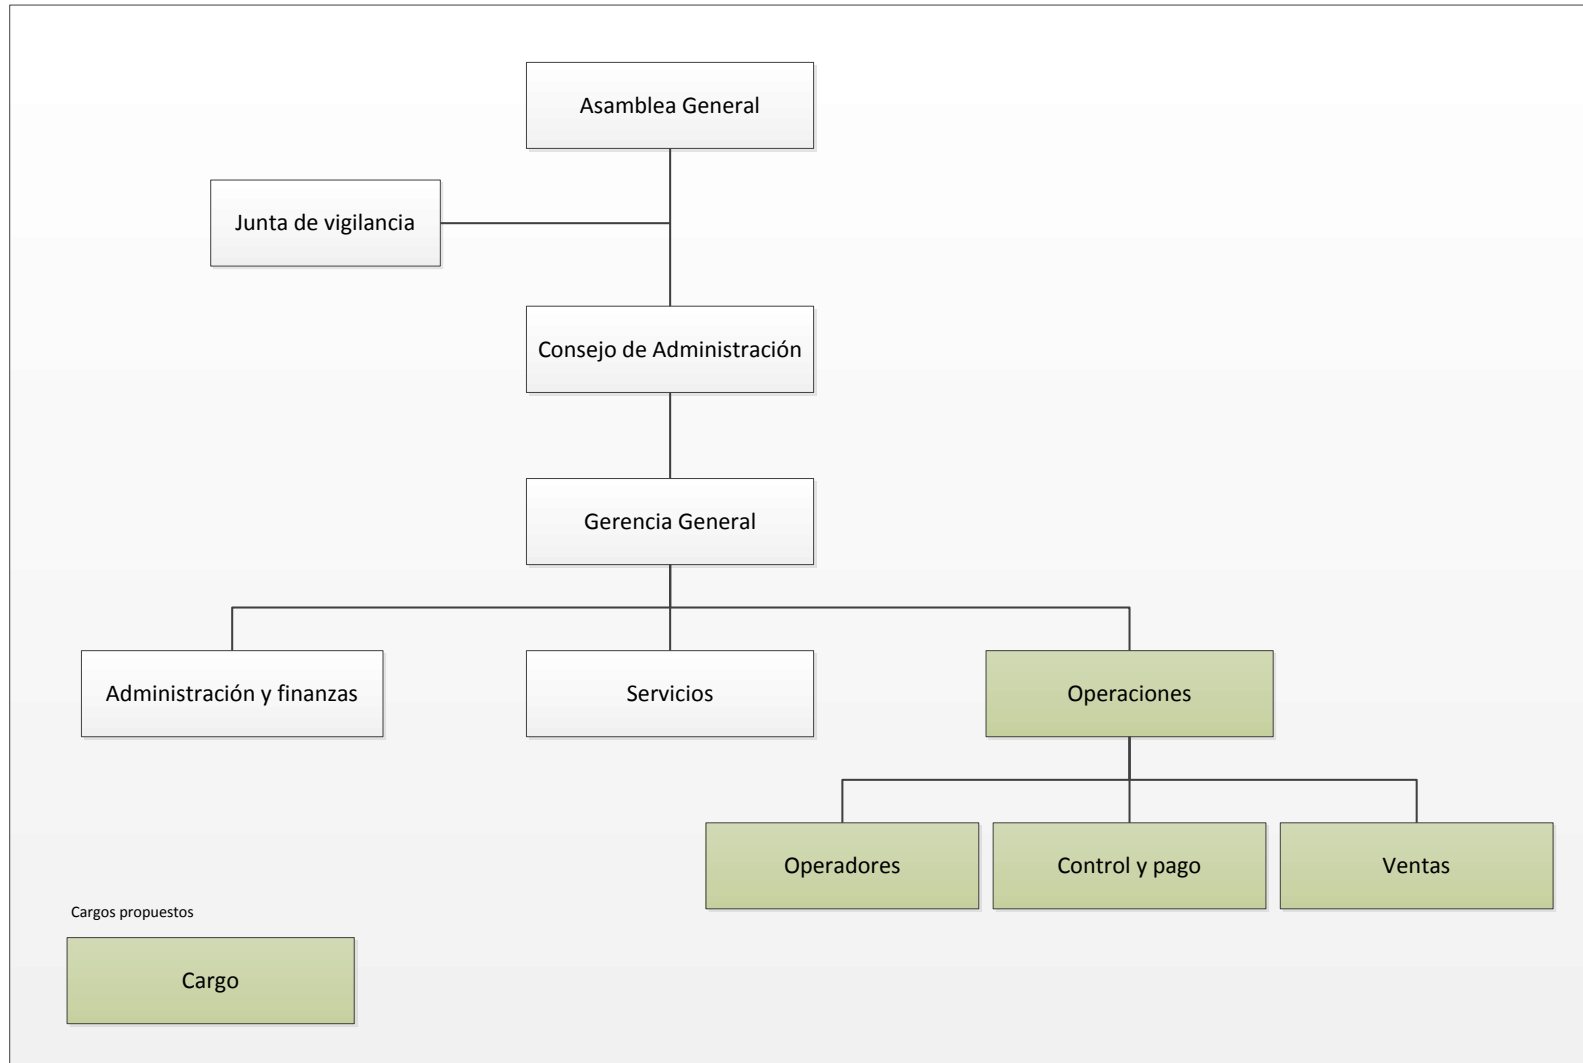 Asamblea General
Junta de vigilancia
Consejo de Administración
Gerencia General
Administración y finanzas
Servicios
Operaciones
Operadores
Control y pago
Ventas
Cargos propuestos
Cargo